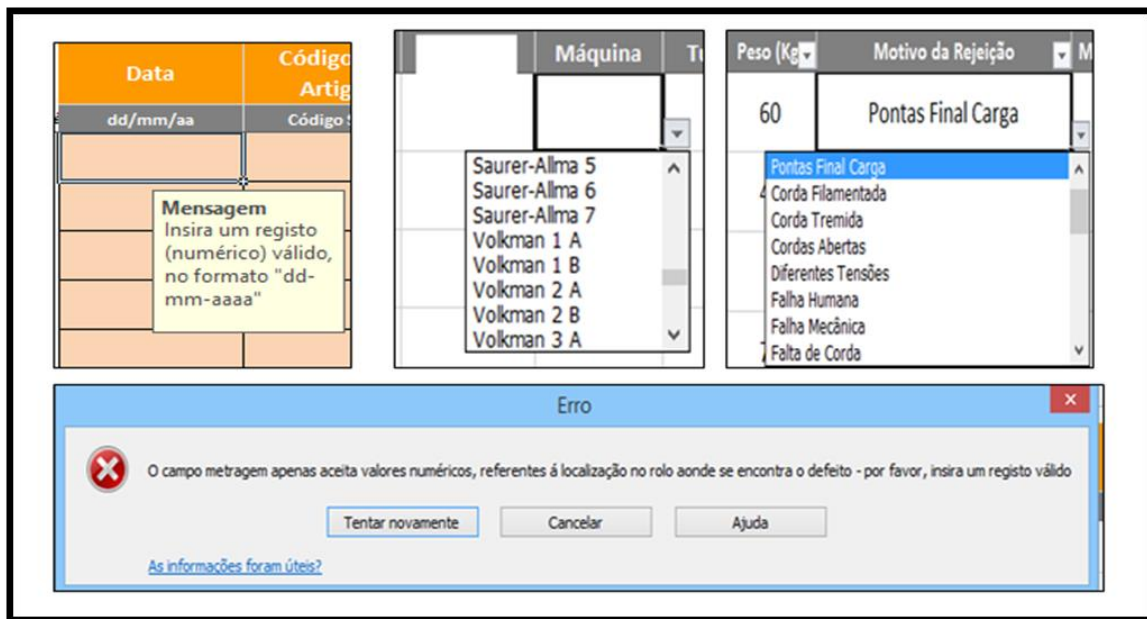 Data
Código
Artig
dd/mm/aa
Código S
Mensagem
Insira um registo
(numérico) válido,
no formato "dd-
mm-aaaa"
Máquina
Tu
Saurer-Allma 5
Saurer-Allma 6
Saurer-Allma 7
Volkman 1 A
Volkman 1 B
Volkman 2 A
Volkman 2 B
Volkman 3 A
Peso (Kg
Motivo da Rejeição
M
60
Pontas Final Carga
Pontas Final Carga
Corda Filamentada
Corda Tremida
Cordas Abertas
Diferentes Tensões
Falha Humana
Falha Mecânica
Falta de Corda
Erro
O campo metragem apenas aceita valores numéricos, referentes á localização no rolo aonde se encontra o defeito - por favor, insira um registo válido
Tentar novamente
Cancelar
Ajuda
As informações foram úteis?